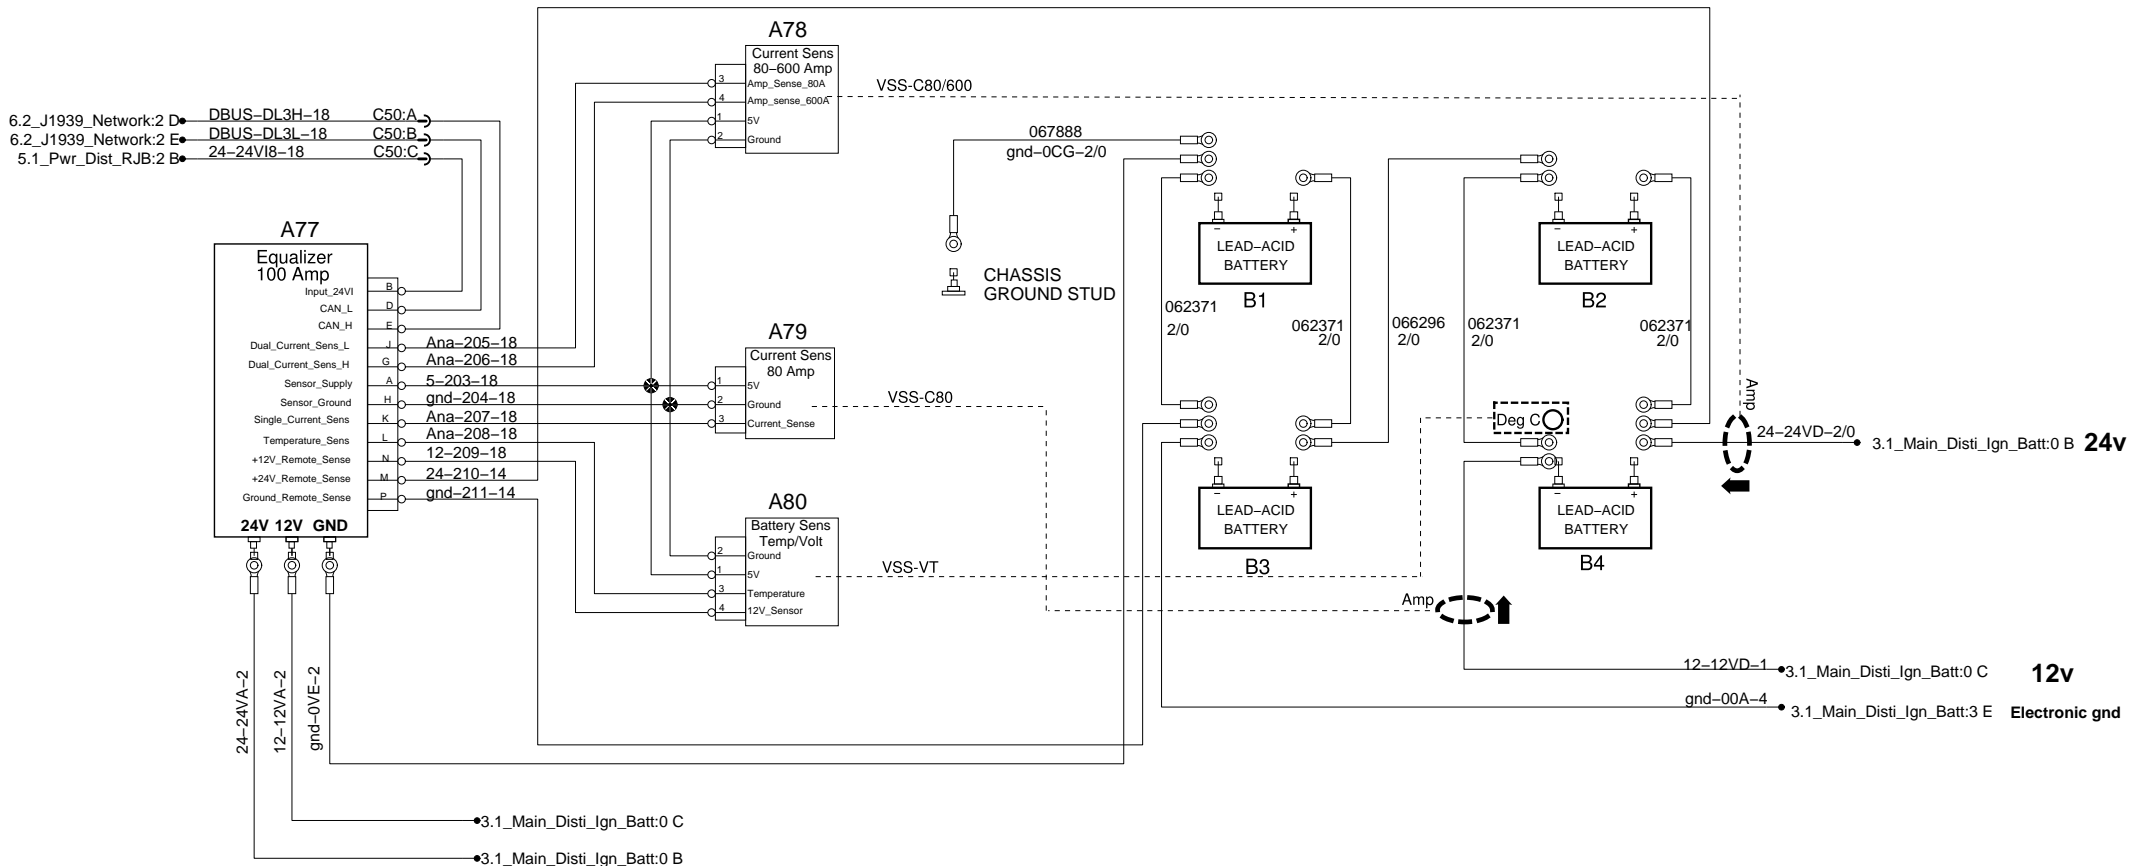 A78
Current Sens
80–600 Amp
3 Amp_Sense_80A
4 Amp_sense_600A
1 5V
2 Ground
VSS-C80/600
6.2_J1939_Network:2 D DBUS–DL3H–18 C50:A
6.2_J1939_Network:2 E DBUS–DL3L–18 C50:B
5.1_Pwr_Dist_RJB:2 B 24–24VI8–18 C50:C
067888
gnd-0CG-2/0
A77
Equalizer
100 Amp
Input_24VI B
CAN_L D
CAN_H E
Dual_Current_Sens_L J Ana–205–18
Dual_Current_Sens_H G Ana–206–18
Sensor_Supply A 5–203–18
Sensor_Ground H gnd–204–18
Single_Current_Sens K Ana–207–18
Temperature_Sens L Ana–208–18
+12V_Remote_Sense N 12–209–18
+24V_Remote_Sense M 24–210–14
Ground_Remote_Sense P gnd–211–14
24V 12V GND
24–24VA–2
12–12VA–2
gnd–0VE–2
A79
Current Sens
80 Amp
1 5V
2 Ground
3 Current_Sense
VSS-C80
A80
Battery Sens
Temp/Volt
2 Ground
1 5V
3 Temperature
4 12V_Sensor
VSS-VT
CHASSIS
GROUND STUD
– +
LEAD–ACID
BATTERY
B1
– +
LEAD–ACID
BATTERY
B2
062371
2/0
062371
2/0
066296
2/0
062371
2/0
062371
2/0
Deg C
Amp
24–24VD–2/0
3.1_Main_Disti_Ign_Batt:0 B 24v
– +
LEAD–ACID
BATTERY
B3
– +
LEAD–ACID
BATTERY
B4
Amp
12–12VD–1
3.1_Main_Disti_Ign_Batt:0 C 12v
gnd–00A–4
3.1_Main_Disti_Ign_Batt:3 E Electronic gnd
3.1_Main_Disti_Ign_Batt:0 C
3.1_Main_Disti_Ign_Batt:0 B